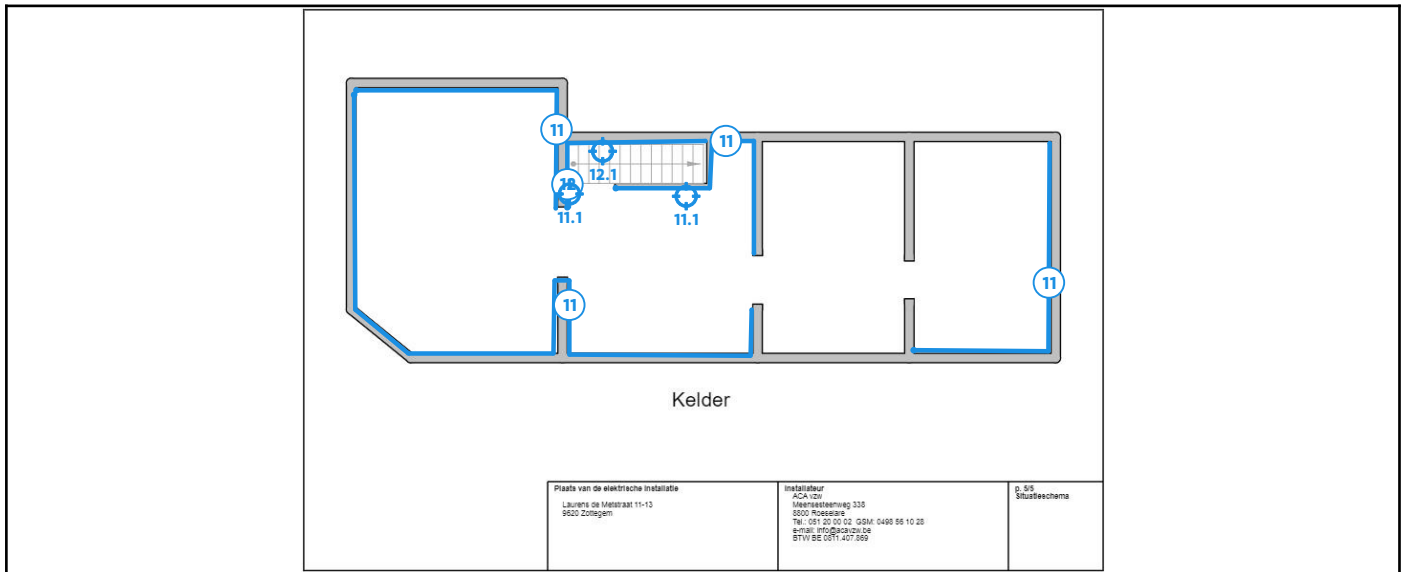 11
11
12.1
12
11.1
11.1
11
11
Kelder
Plaats van de elektrische installatie
Laurens de Metstraat 11-13
9620 Zottegem
Installateur
ACA vzw
Meensesteenweg 338
8800 Roeselare
Tel.: 051 20 00 02 GSM: 0498 56 10 28
e-mail: info@acavzw.be
BTW BE 0811.407.869
p. 5/5
Situatieschema